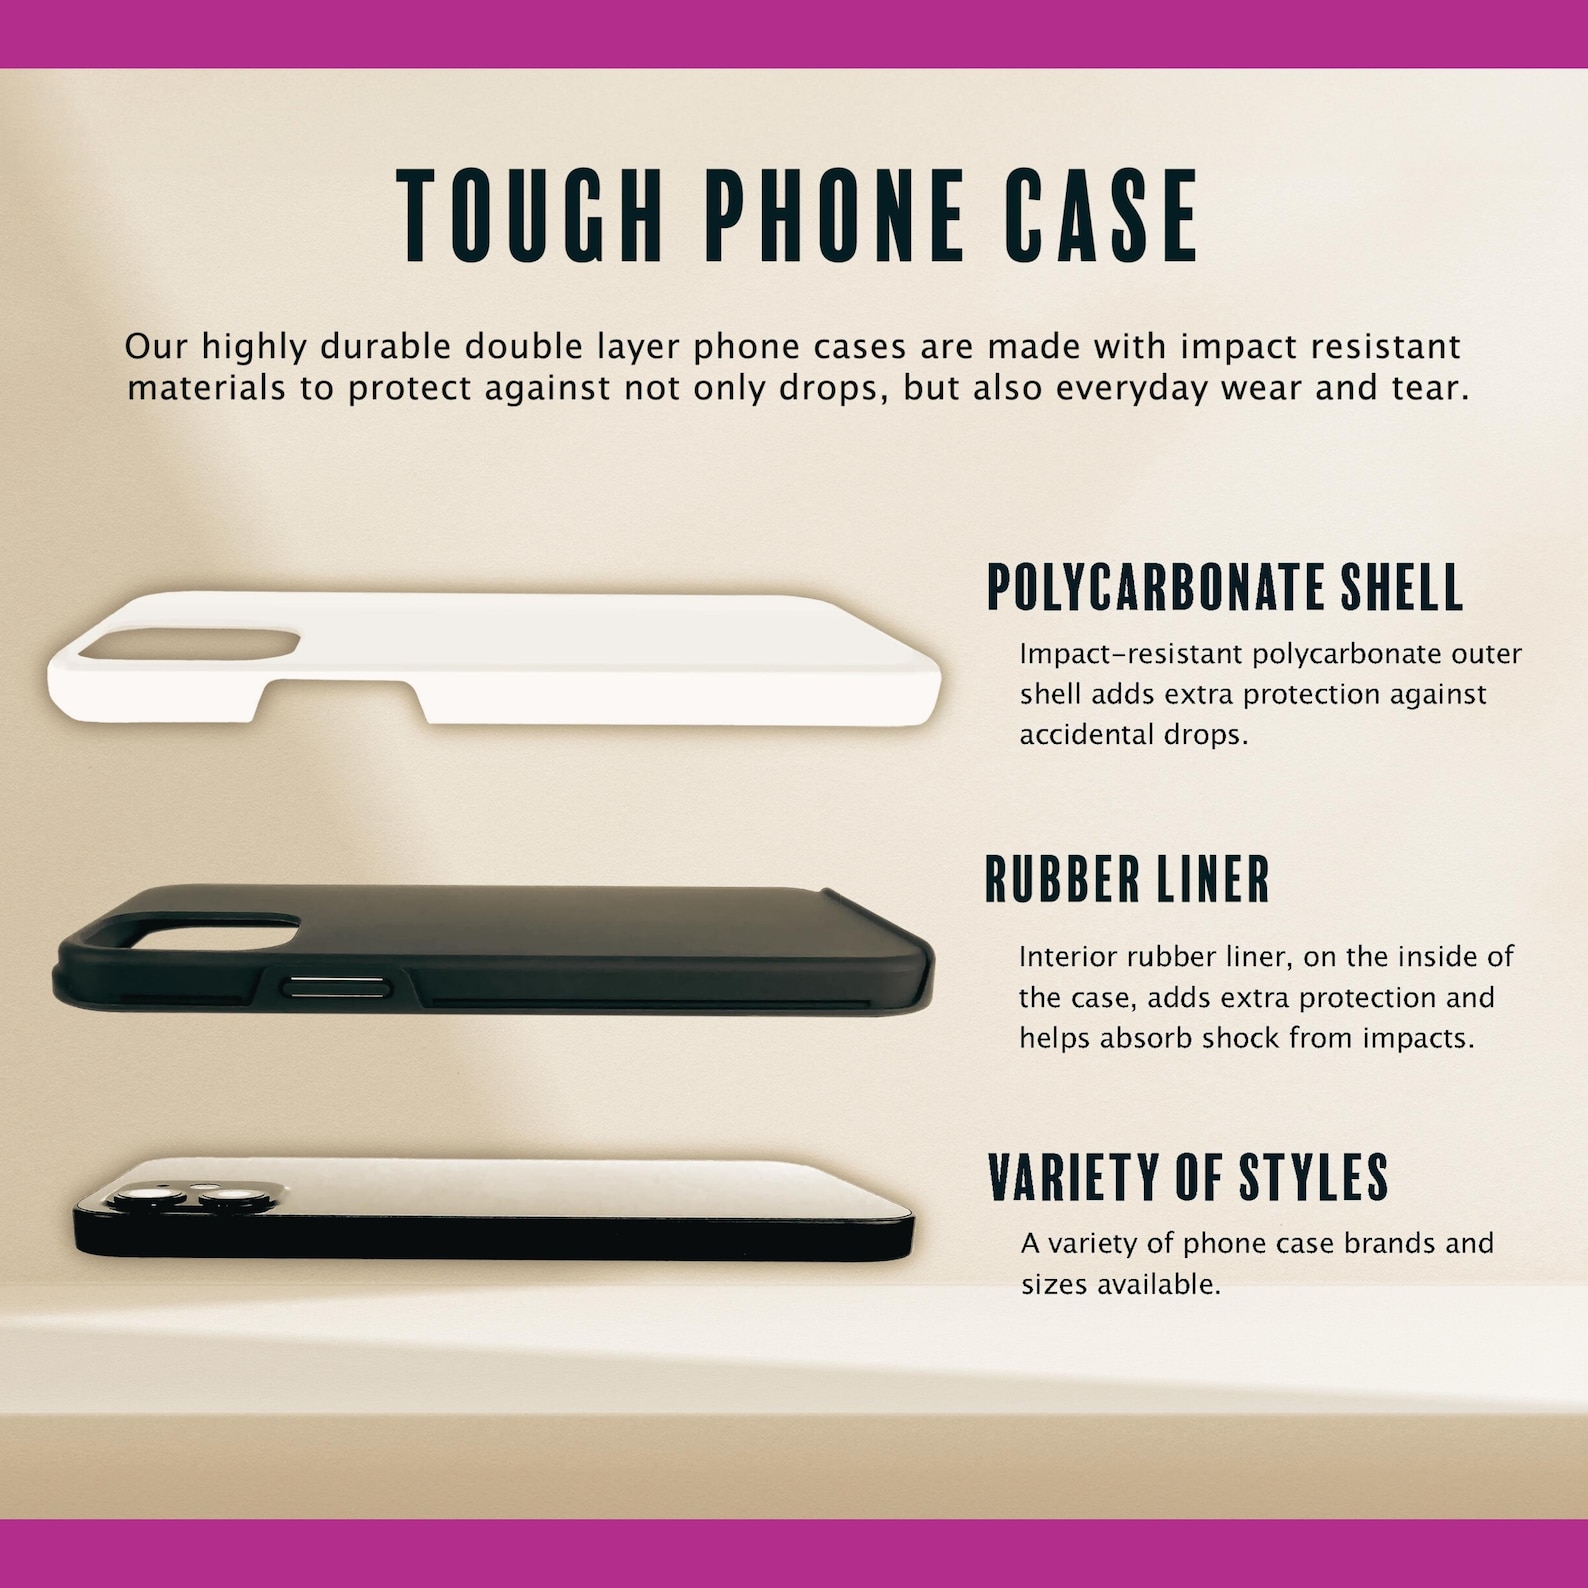 TOUGH PHONE CASE
Our highly durable double layer phone cases are made with impact resistant
materials to protect against not only drops, but also everyday wear and tear.
POLYCARBONATE SHELL
Impact-resistant polycarbonate outer
shell adds extra protection against
accidental drops.
RUBBER LINER
Interior rubber liner, on the inside of
the case, adds extra protection and
helps absorb shock from impacts.
VARIETY OF STYLES
A variety of phone case brands and
sizes available.